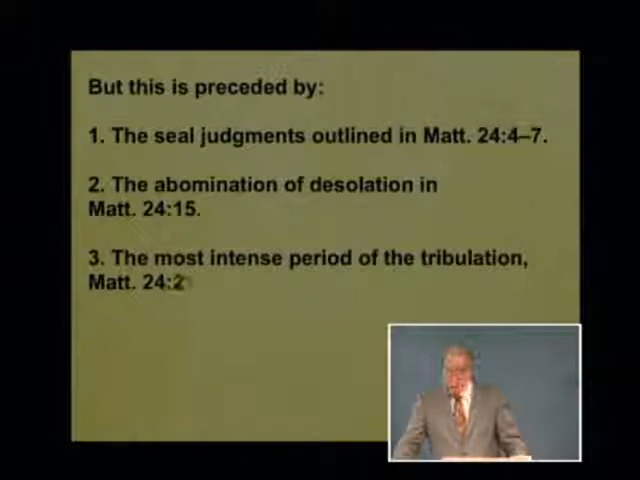 But this is preceded by:
1. The seal judgments outlined in Matt. 24:4–7.
2. The abomination of desolation in
Matt. 24:15.
3. The most intense period of the tribulation,
Matt. 24:2